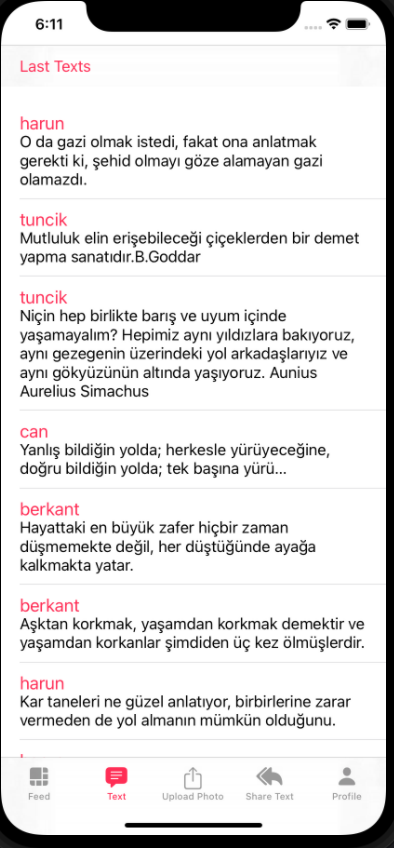 6:11
Last Texts
harun
O da gazi olmak istedi, fakat ona anlatmak
gerekti ki, şehid olmayı göze alamayan gazi
olamazdı.
tuncik
Mutluluk elin erişebileceği çiçeklerden bir demet
yapma sanatıdır.B.Goddar
tuncik
Niçin hep birlikte barış ve uyum içinde
yaşamayalım? Hepimiz aynı yıldızlara bakıyoruz,
aynı gezegenin üzerindeki yol arkadaşlarıyız ve
aynı gökyüzünün altında yaşıyoruz. Aunius
Aurelius Simachus
can
Yanlış bildiğin yolda; herkesle yürüyeceğine,
doğru bildiğin yolda; tek başına yürü...
berkant
Hayattaki en büyük zafer hiçbir zaman
düşmemekte değil, her düştüğünde ayağa
kalkmakta yatar.
berkant
Aşktan korkmak, yaşamdan korkmak demektir ve
yaşamdan korkanlar şimdiden üç kez ölmüşlerdir.
harun
Kar taneleri ne güzel anlatıyor, birbirlerine zarar
vermeden de yol almanın mümkün olduğunu.
Feed
Text
Upload Photo
Share Text
Profile